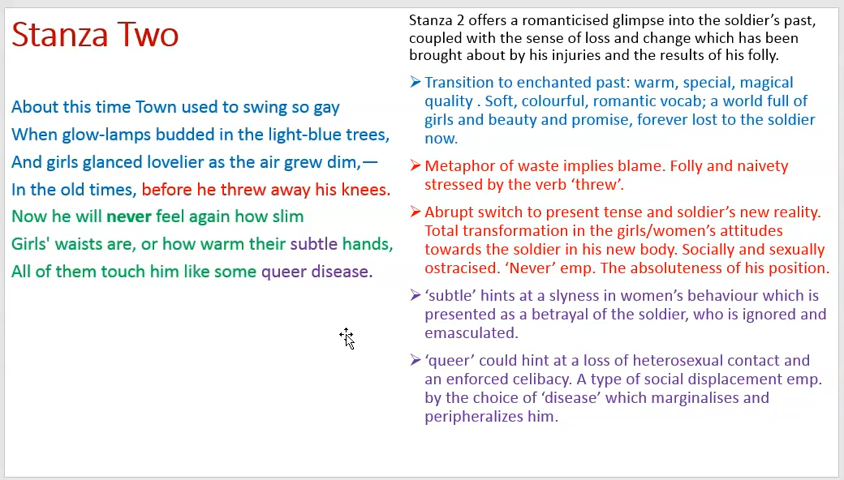 Stanza Two
About this time Town used to swing so gay
When glow-lamps budded in the light-blue trees,
And girls glanced lovelier as the air grew dim,—
In the old times, before he threw away his knees.
Now he will never feel again how slim
Girls' waists are, or how warm their subtle hands,
All of them touch him like some queer disease.
Stanza 2 offers a romanticised glimpse into the soldier's past,
coupled with the sense of loss and change which has been
brought about by his injuries and the results of his folly.
➢ Transition to enchanted past: warm, special, magical
quality . Soft, colourful, romantic vocab; a world full of
girls and beauty and promise, forever lost to the soldier
now.
➢ Metaphor of waste implies blame. Folly and naivety
stressed by the verb ‘threw’.
➢ Abrupt switch to present tense and soldier's new reality.
Total transformation in the girls/women's attitudes
towards the soldier in his new body. Socially and sexually
ostracised. ‘Never’ emp. The absoluteness of his position.
➢ ‘subtle’ hints at a slyness in women's behaviour which is
presented as a betrayal of the soldier, who is ignored and
emasculated.
➢ ‘queer’ could hint at a loss of heterosexual contact and
an enforced celibacy. A type of social displacement emp.
by the choice of ‘disease’ which marginalises and
peripheralizes him.